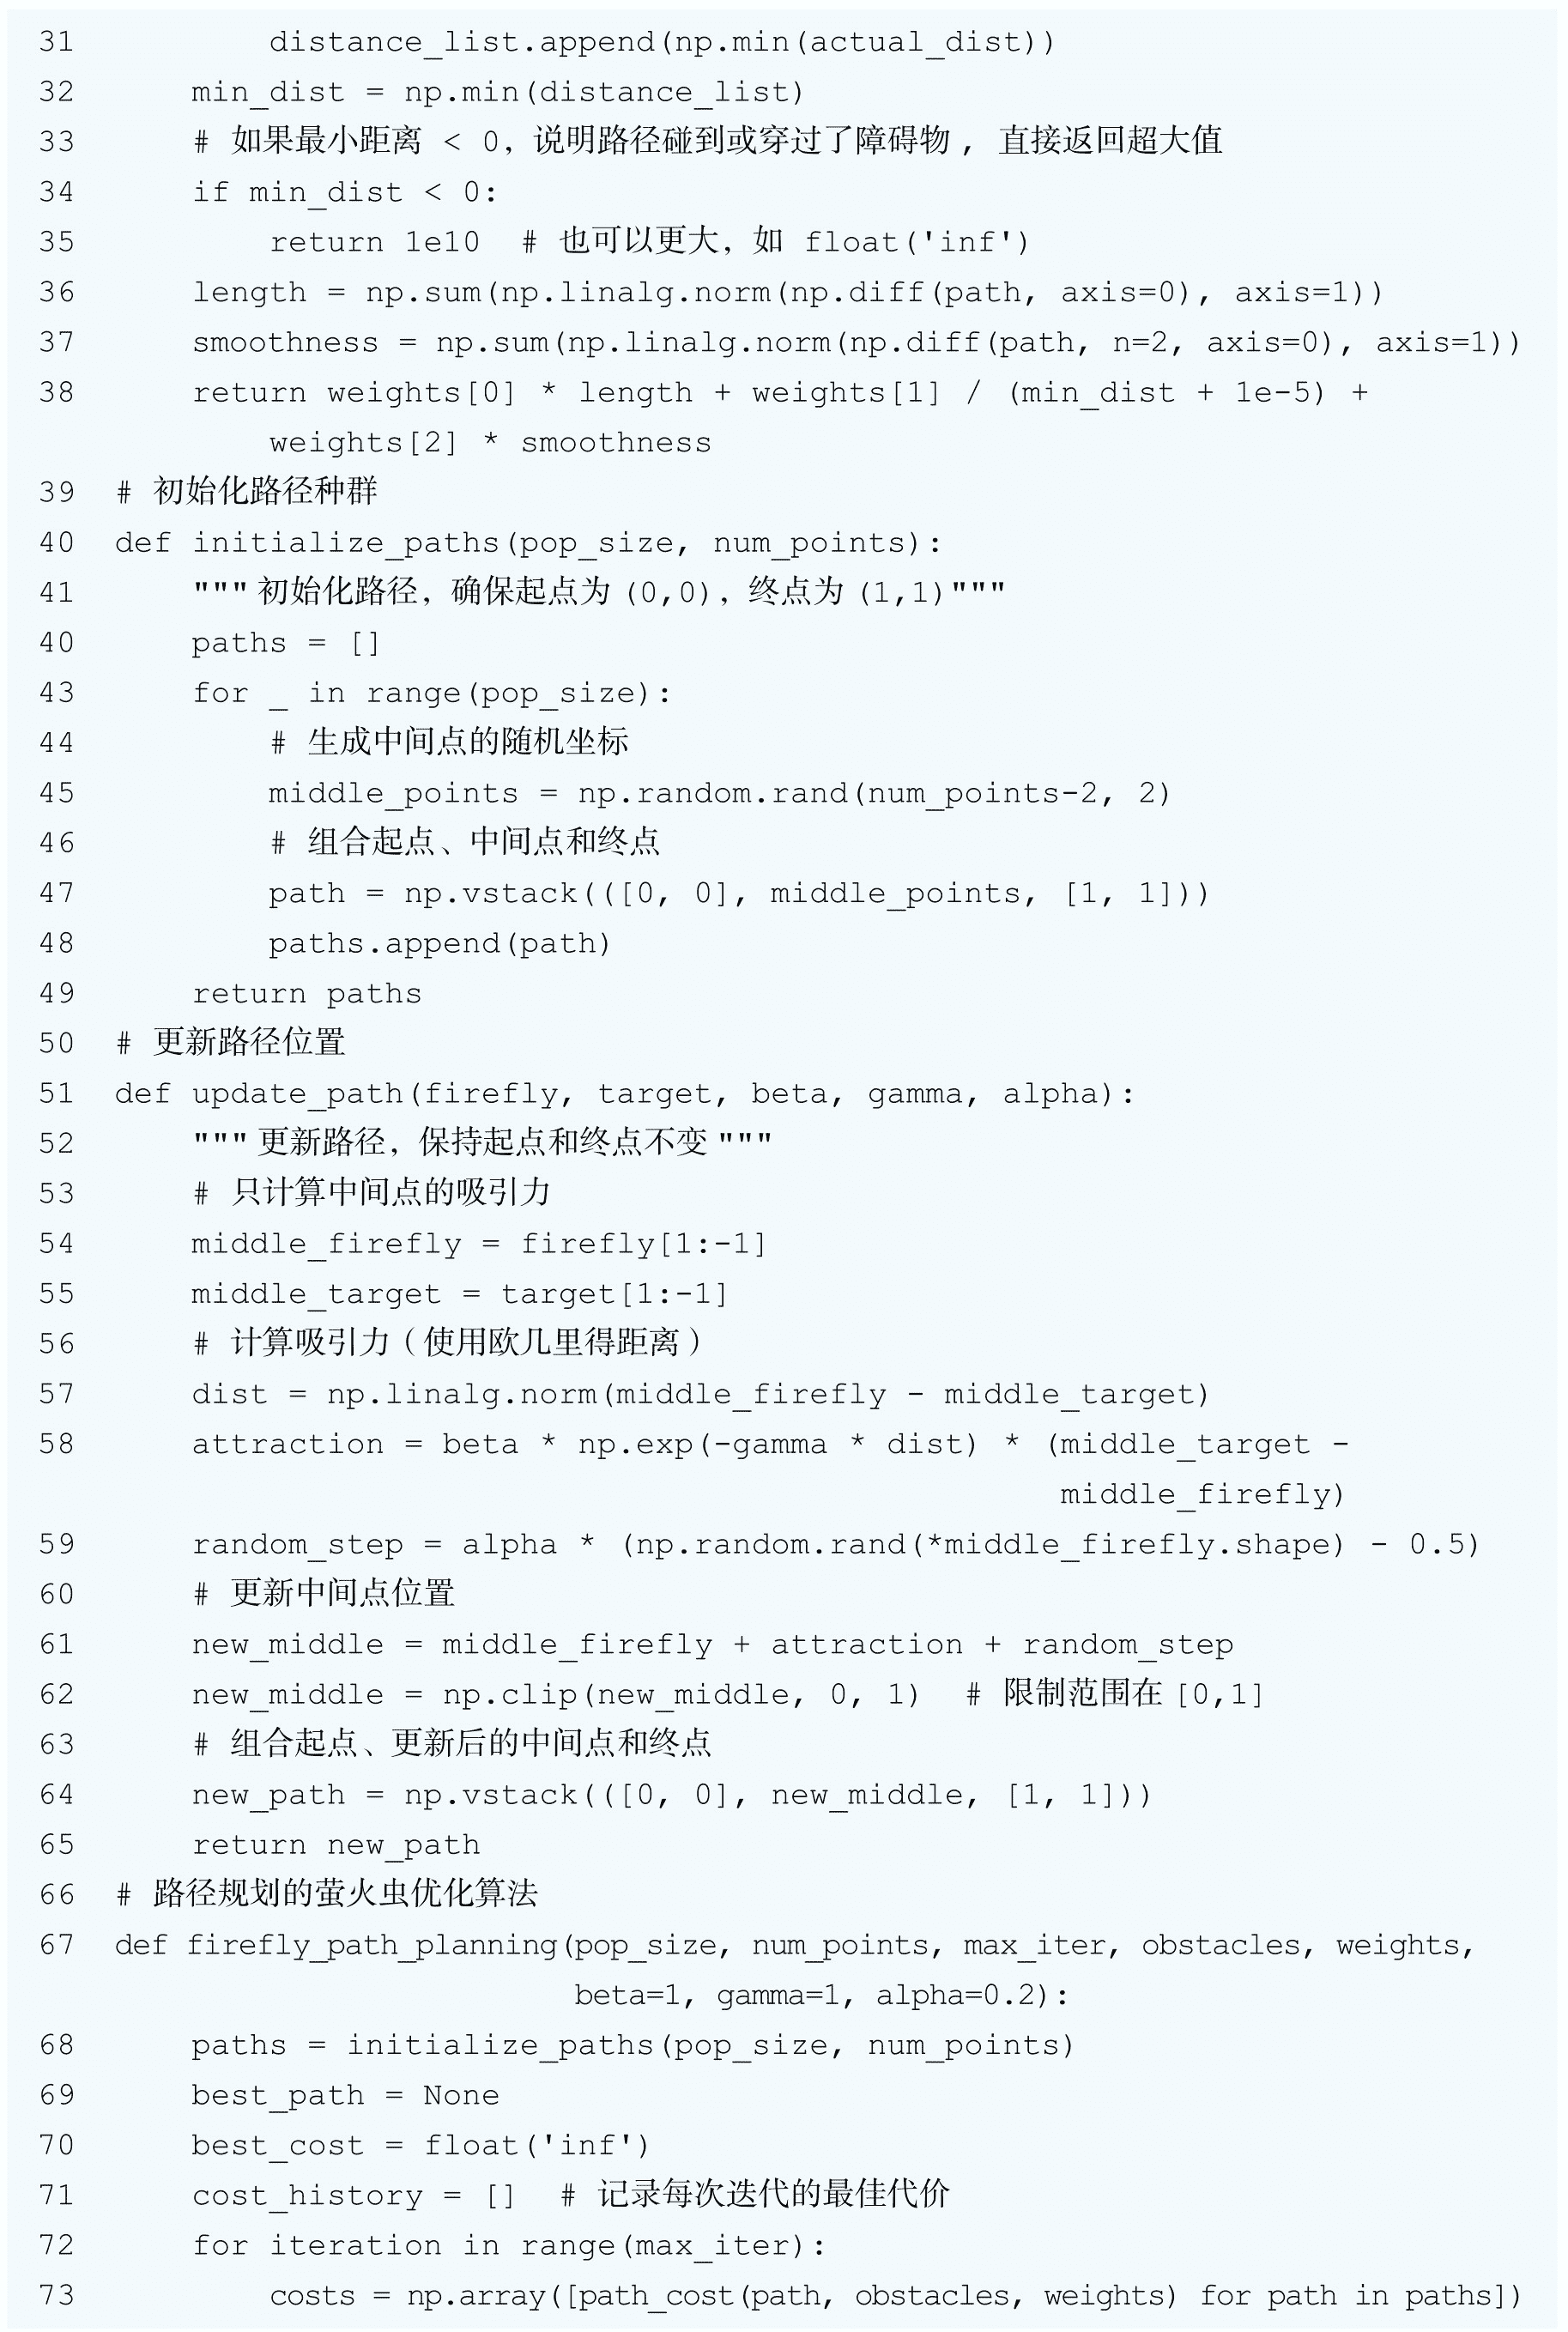 31          distance_list.append(np.min(actual_dist))
32      min_dist = np.min(distance_list)
33      # 如果最小距离 < 0，说明路径碰到或穿过了障碍物, 直接返回超大值
34      if min_dist < 0:
35          return 1e10  # 也可以更大，如 float('inf')
36      length = np.sum(np.linalg.norm(np.diff(path, axis=0), axis=1))
37      smoothness = np.sum(np.linalg.norm(np.diff(path, n=2, axis=0), axis=1))
38      return weights[0] * length + weights[1] / (min_dist + 1e-5) +
            weights[2] * smoothness
39  # 初始化路径种群
40  def initialize_paths(pop_size, num_points):
41      """初始化路径，确保起点为 (0,0)，终点为 (1,1)"""
40      paths = []
43      for _ in range(pop_size):
44          # 生成中间点的随机坐标
45          middle_points = np.random.rand(num_points-2, 2)
46          # 组合起点、中间点和终点
47          path = np.vstack(([0, 0], middle_points, [1, 1]))
48          paths.append(path)
49      return paths
50  # 更新路径位置
51  def update_path(firefly, target, beta, gamma, alpha):
52      """更新路径，保持起点和终点不变"""
53      # 只计算中间点的吸引力
54      middle_firefly = firefly[1:-1]
55      middle_target = target[1:-1]
56      # 计算吸引力（使用欧几里得距离）
57      dist = np.linalg.norm(middle_firefly - middle_target)
58      attraction = beta * np.exp(-gamma * dist) * (middle_target -
                                                     middle_firefly)
59      random_step = alpha * (np.random.rand(*middle_firefly.shape) - 0.5)
60      # 更新中间点位置
61      new_middle = middle_firefly + attraction + random_step
62      new_middle = np.clip(new_middle, 0, 1)  # 限制范围在 [0,1]
63      # 组合起点、更新后的中间点和终点
64      new_path = np.vstack(([0, 0], new_middle, [1, 1]))
65      return new_path
66  # 路径规划的萤火虫优化算法
67  def firefly_path_planning(pop_size, num_points, max_iter, obstacles, weights,
                            beta=1, gamma=1, alpha=0.2):
68      paths = initialize_paths(pop_size, num_points)
69      best_path = None
70      best_cost = float('inf')
71      cost_history = []  # 记录每次迭代的最佳代价
72      for iteration in range(max_iter):
73          costs = np.array([path_cost(path, obstacles, weights) for path in paths])